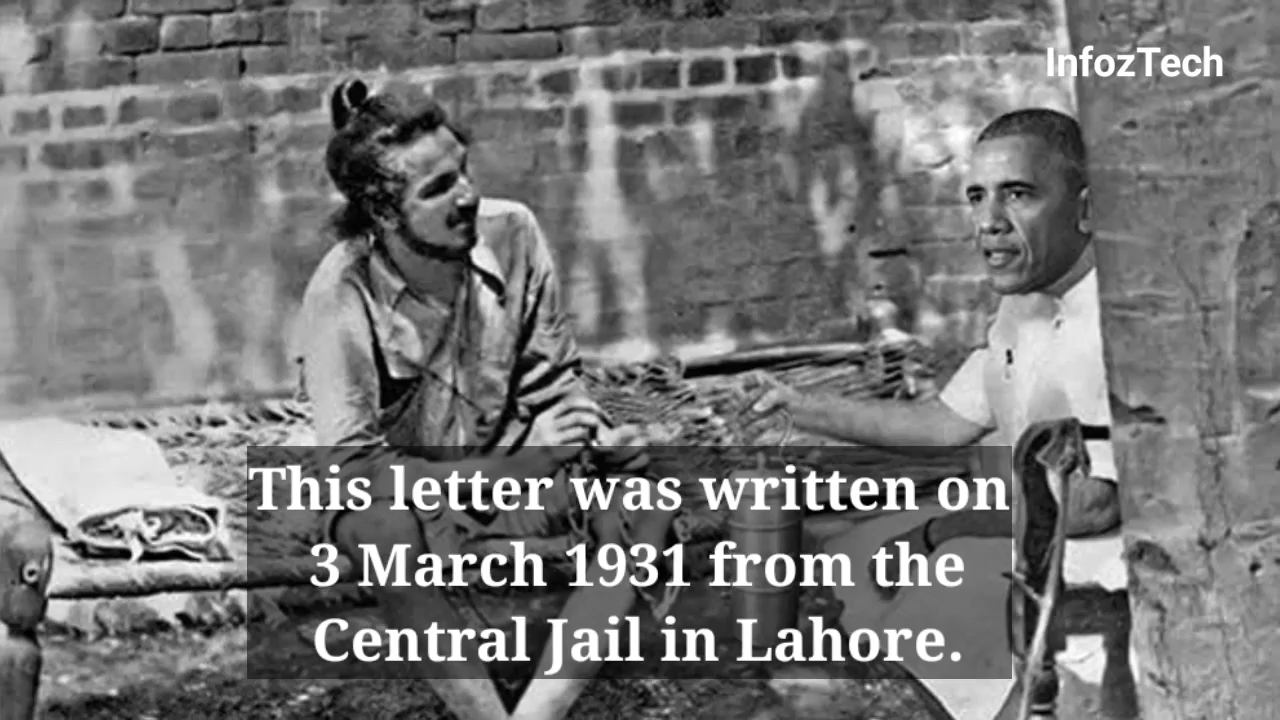 InfozTech
This letter was written on
3 March 1931 from the
Central Jail in Lahore.